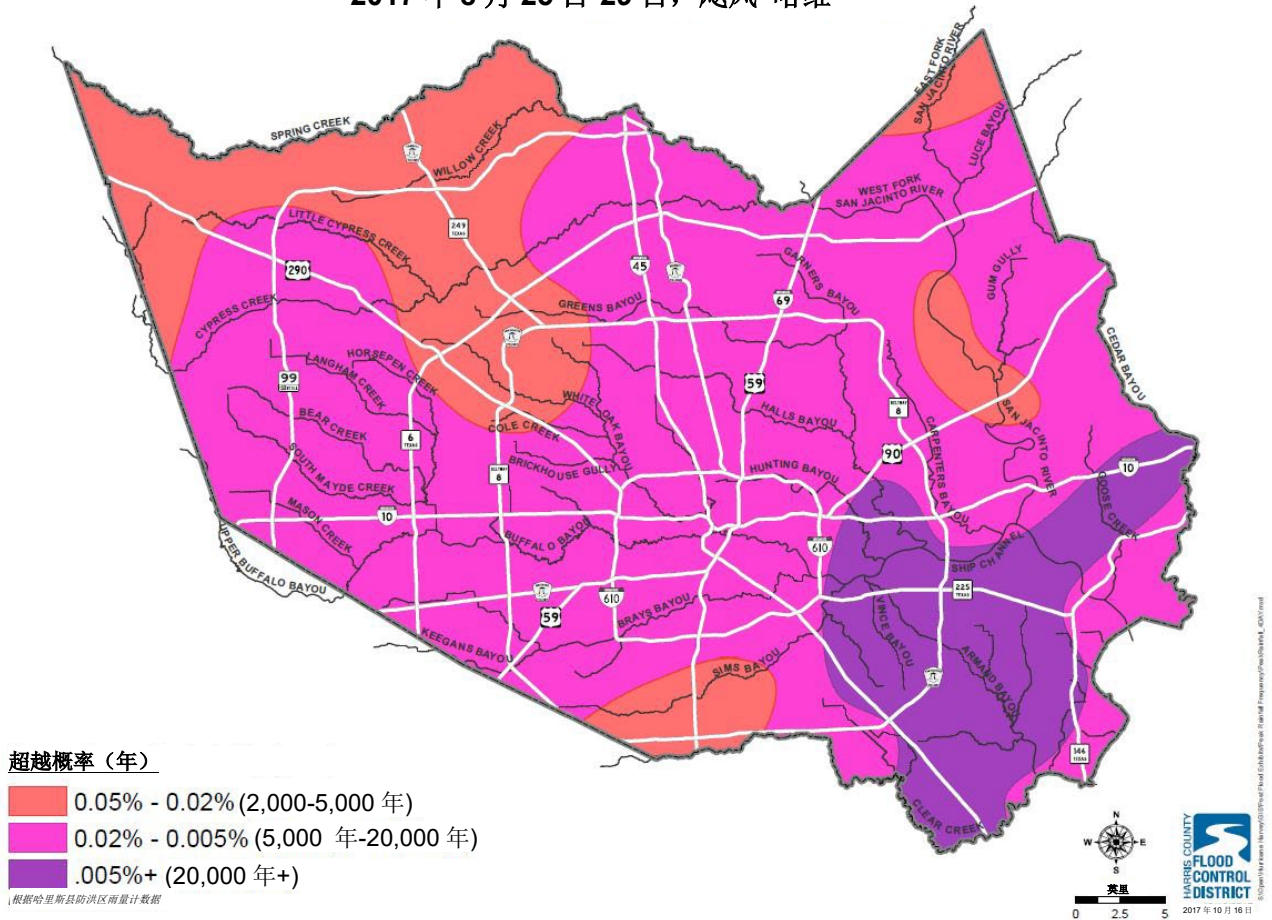 SPRING CREEK
WILLOW CREEK
EAST FORK
SAN JACINTO RIVER
LUCE BAYOU
WEST FORK
SAN JACINTO RIVER
LITTLE CYPRESS CREEK
249
TEXAS
290
45
69
GARNERS BAYOU
GUM GULLY
CYPRESS CREEK
GREENS BAYOU
CEDAR BAYOU
HORSEPEN CREEK
LANGHAM CREEK
99
59
WHITE OAK BAYOU
HALLS BAYOU
BELTWAY
8
BEAR CREEK
6
TEXAS
COLE CREEK
CARPENTERS BAYOU
SAN JACINTO RIVER
90
SOUTH MAYDE CREEK
BRICKHOUSE GULLY
BELTWAY
8
HUNTING BAYOU
10
GOOSE CREEK
MASON CREEK
10
BUFFALO BAYOU
610
SHIP CHANNEL
UPPER BUFFALO BAYOU
59
610
225
TEXAS
BRAYS BAYOU
VINCE BAYOU
KEEGANS BAYOU
SIMS BAYOU
ARMAND BAYOU
146
TEXAS
CLEAR CREEK
超越概率（年）
0.05% - 0.02% (2,000-5,000 年)
0.02% - 0.005% (5,000 年-20,000 年)
.005%+ (20,000 年+)
根据哈里斯县防洪区雨量计数据
N
W E
S
英里
0 2.5 5
HARRIS COUNTY
FLOOD
CONTROL
DISTRICT
2017 年 10 月 16 日